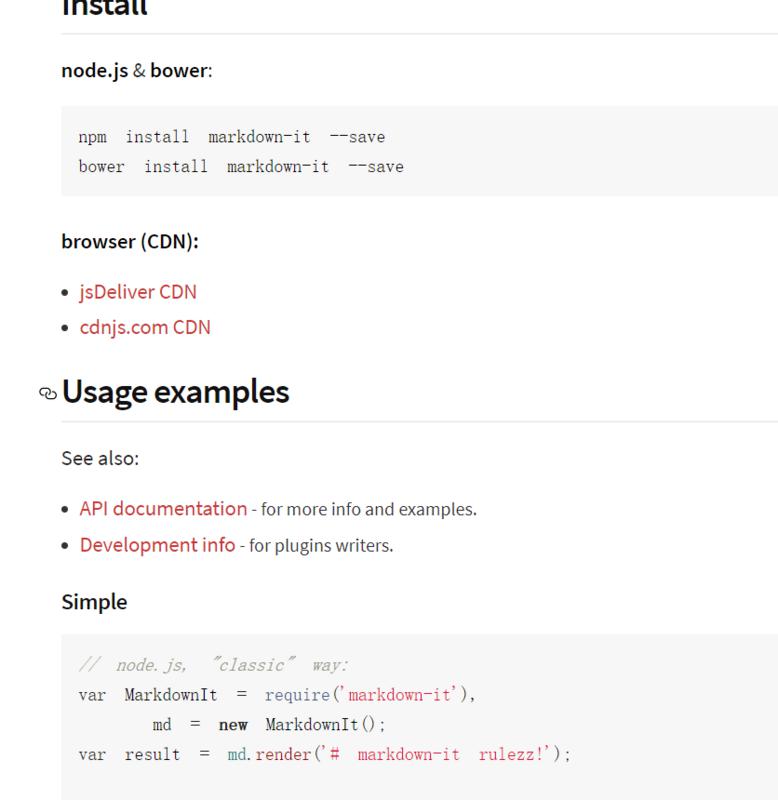 Install
node.js & bower:
npm install markdown-it --save
bower install markdown-it --save
browser (CDN):
• jsDeliver CDN
• cdnjs.com CDN
Usage examples
See also:
• API documentation - for more info and examples.
• Development info - for plugins writers.
Simple
// node.js, "classic" way:
var MarkdownIt = require('markdown-it'),
md = new MarkdownIt();
var result = md.render('# markdown-it rulezz!');